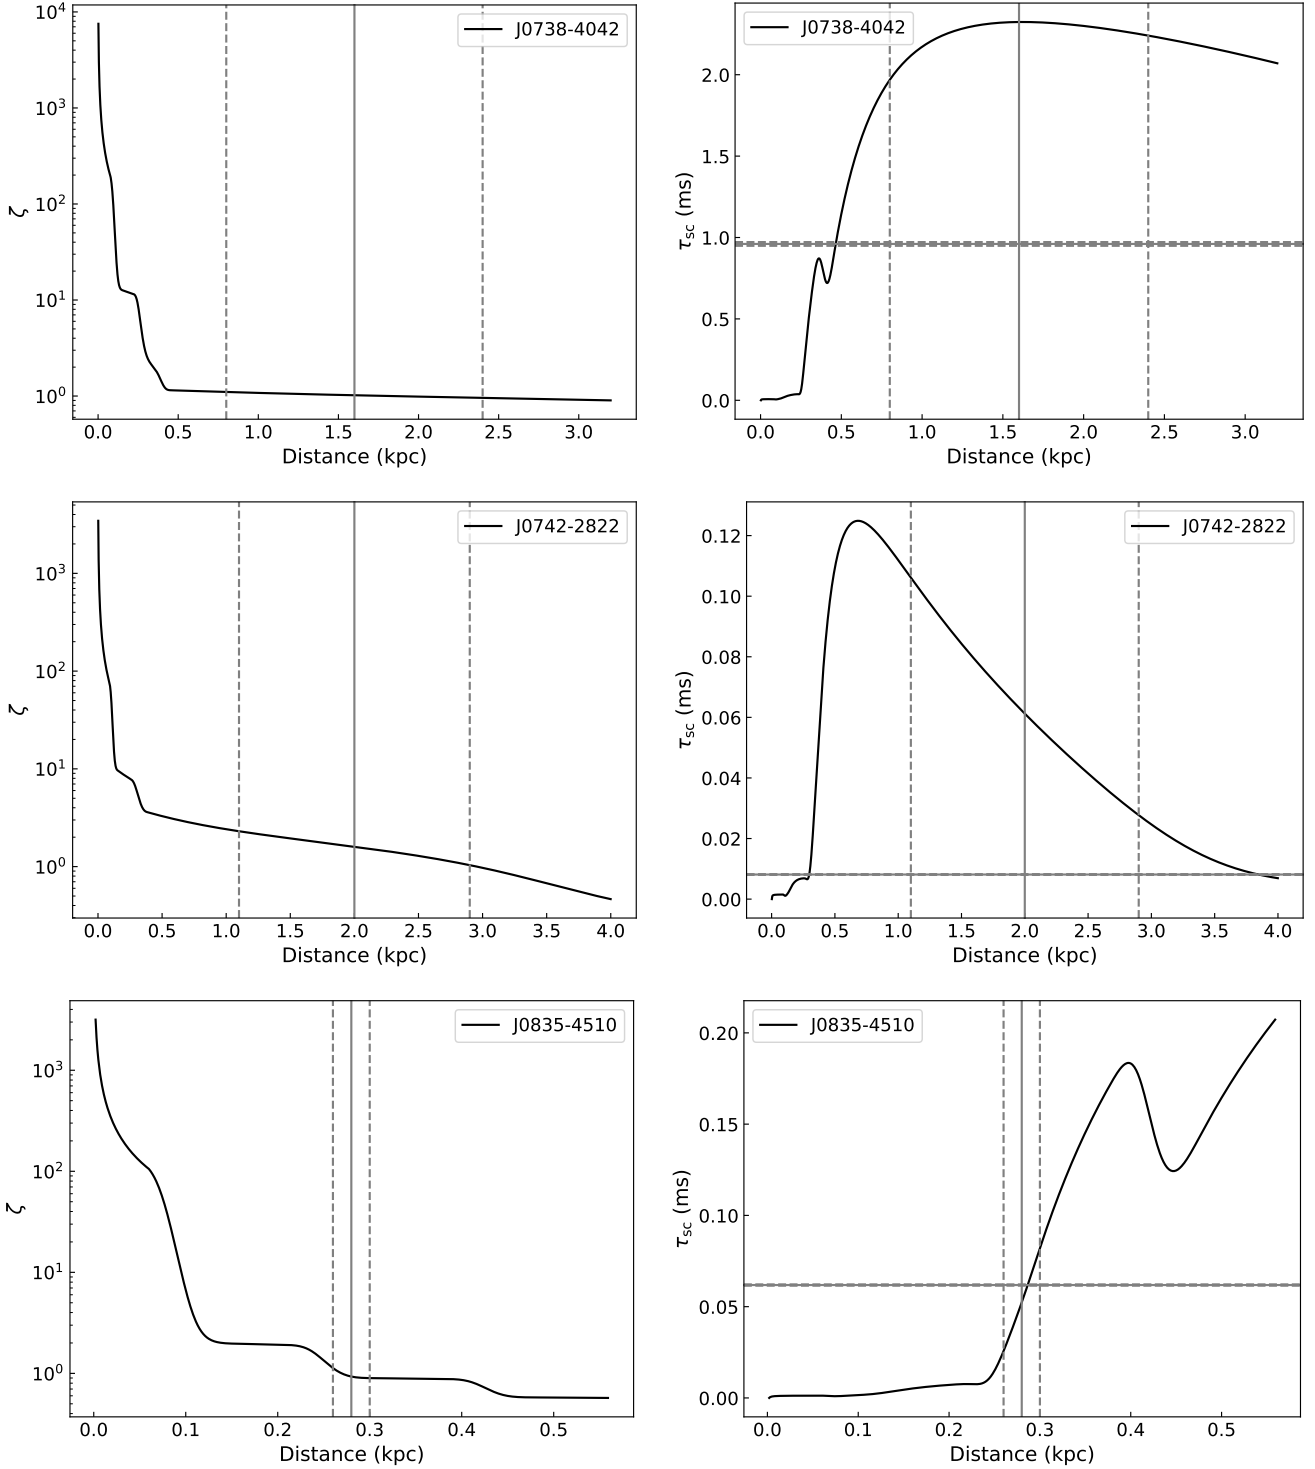 10⁴
10³
10²
10¹
10⁰
ζ
J0738-4042
0.0 0.5 1.0 1.5 2.0 2.5 3.0
Distance (kpc)
2.0
1.5
1.0
0.5
0.0
τsc (ms)
J0738-4042
0.0 0.5 1.0 1.5 2.0 2.5 3.0
Distance (kpc)
10³
10²
10¹
10⁰
ζ
J0742-2822
0.0 0.5 1.0 1.5 2.0 2.5 3.0 3.5 4.0
Distance (kpc)
0.12
0.10
0.08
0.06
0.04
0.02
0.00
τsc (ms)
J0742-2822
0.0 0.5 1.0 1.5 2.0 2.5 3.0 3.5 4.0
Distance (kpc)
10³
10²
10¹
10⁰
ζ
J0835-4510
0.0 0.1 0.2 0.3 0.4 0.5
Distance (kpc)
0.20
0.15
0.10
0.05
0.00
τsc (ms)
J0835-4510
0.0 0.1 0.2 0.3 0.4 0.5
Distance (kpc)